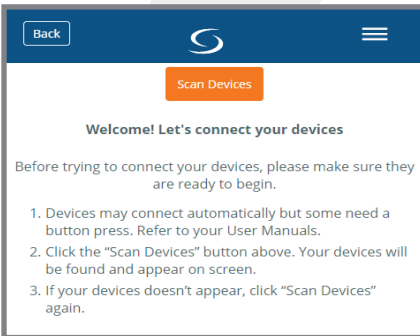 Back
Scan Devices
Welcome! Let's connect your devices
Before trying to connect your devices, please make sure they
are ready to begin.
1. Devices may connect automatically but some need a
button press. Refer to your User Manuals.
2. Click the “Scan Devices” button above. Your devices will
be found and appear on screen.
3. If your devices doesn’t appear, click “Scan Devices”
again.